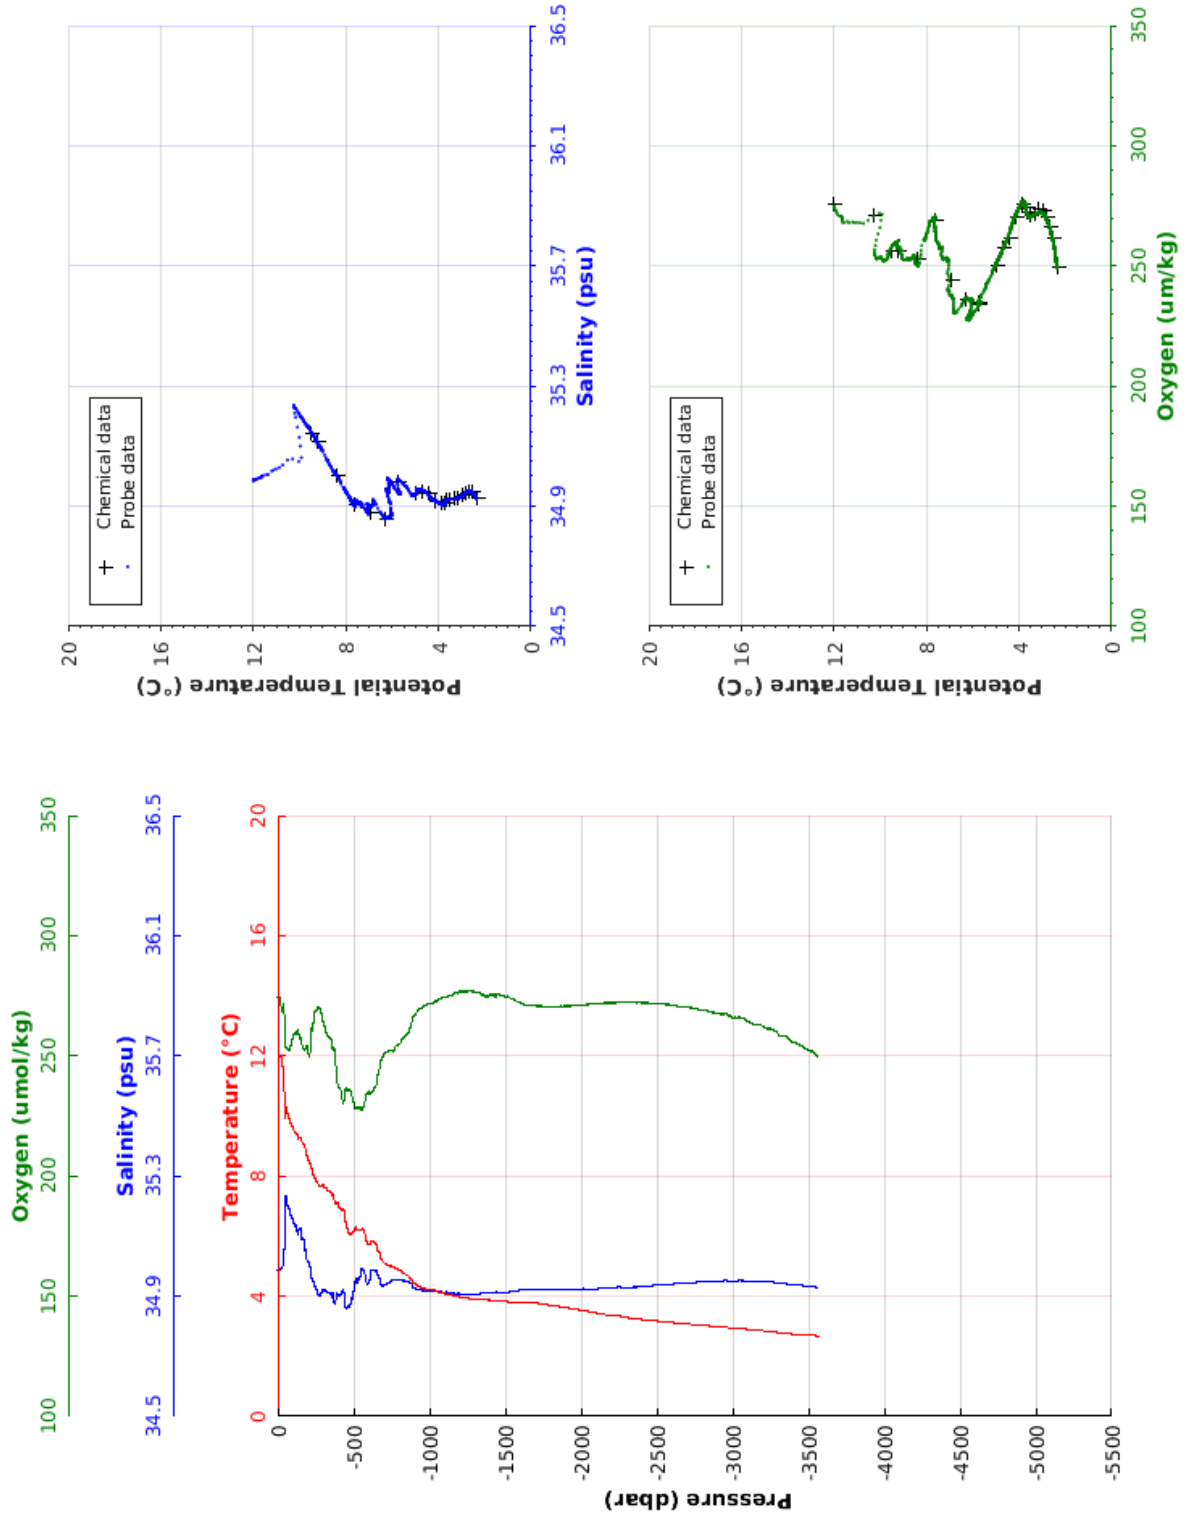 Oxygen (umol/kg)
100 150 200 250 300 350
Salinity (psu)
34.5 34.9 35.3 35.7 36.1 36.5
Temperature (°C)
0 4 8 12 16 20
0
-500
-1000
-1500
-2000
-2500
-3000
-3500
-4000
-4500
-5000
-5500
Pressure (dbar)
20
16
12
8
4
0
Potential Temperature (°C)
Chemical data
Probe data
34.5 34.9 35.3 35.7 36.1 36.5
Salinity (psu)
20
16
12
8
4
0
Potential Temperature (°C)
Chemical data
Probe data
100 150 200 250 300 350
Oxygen (um/kg)